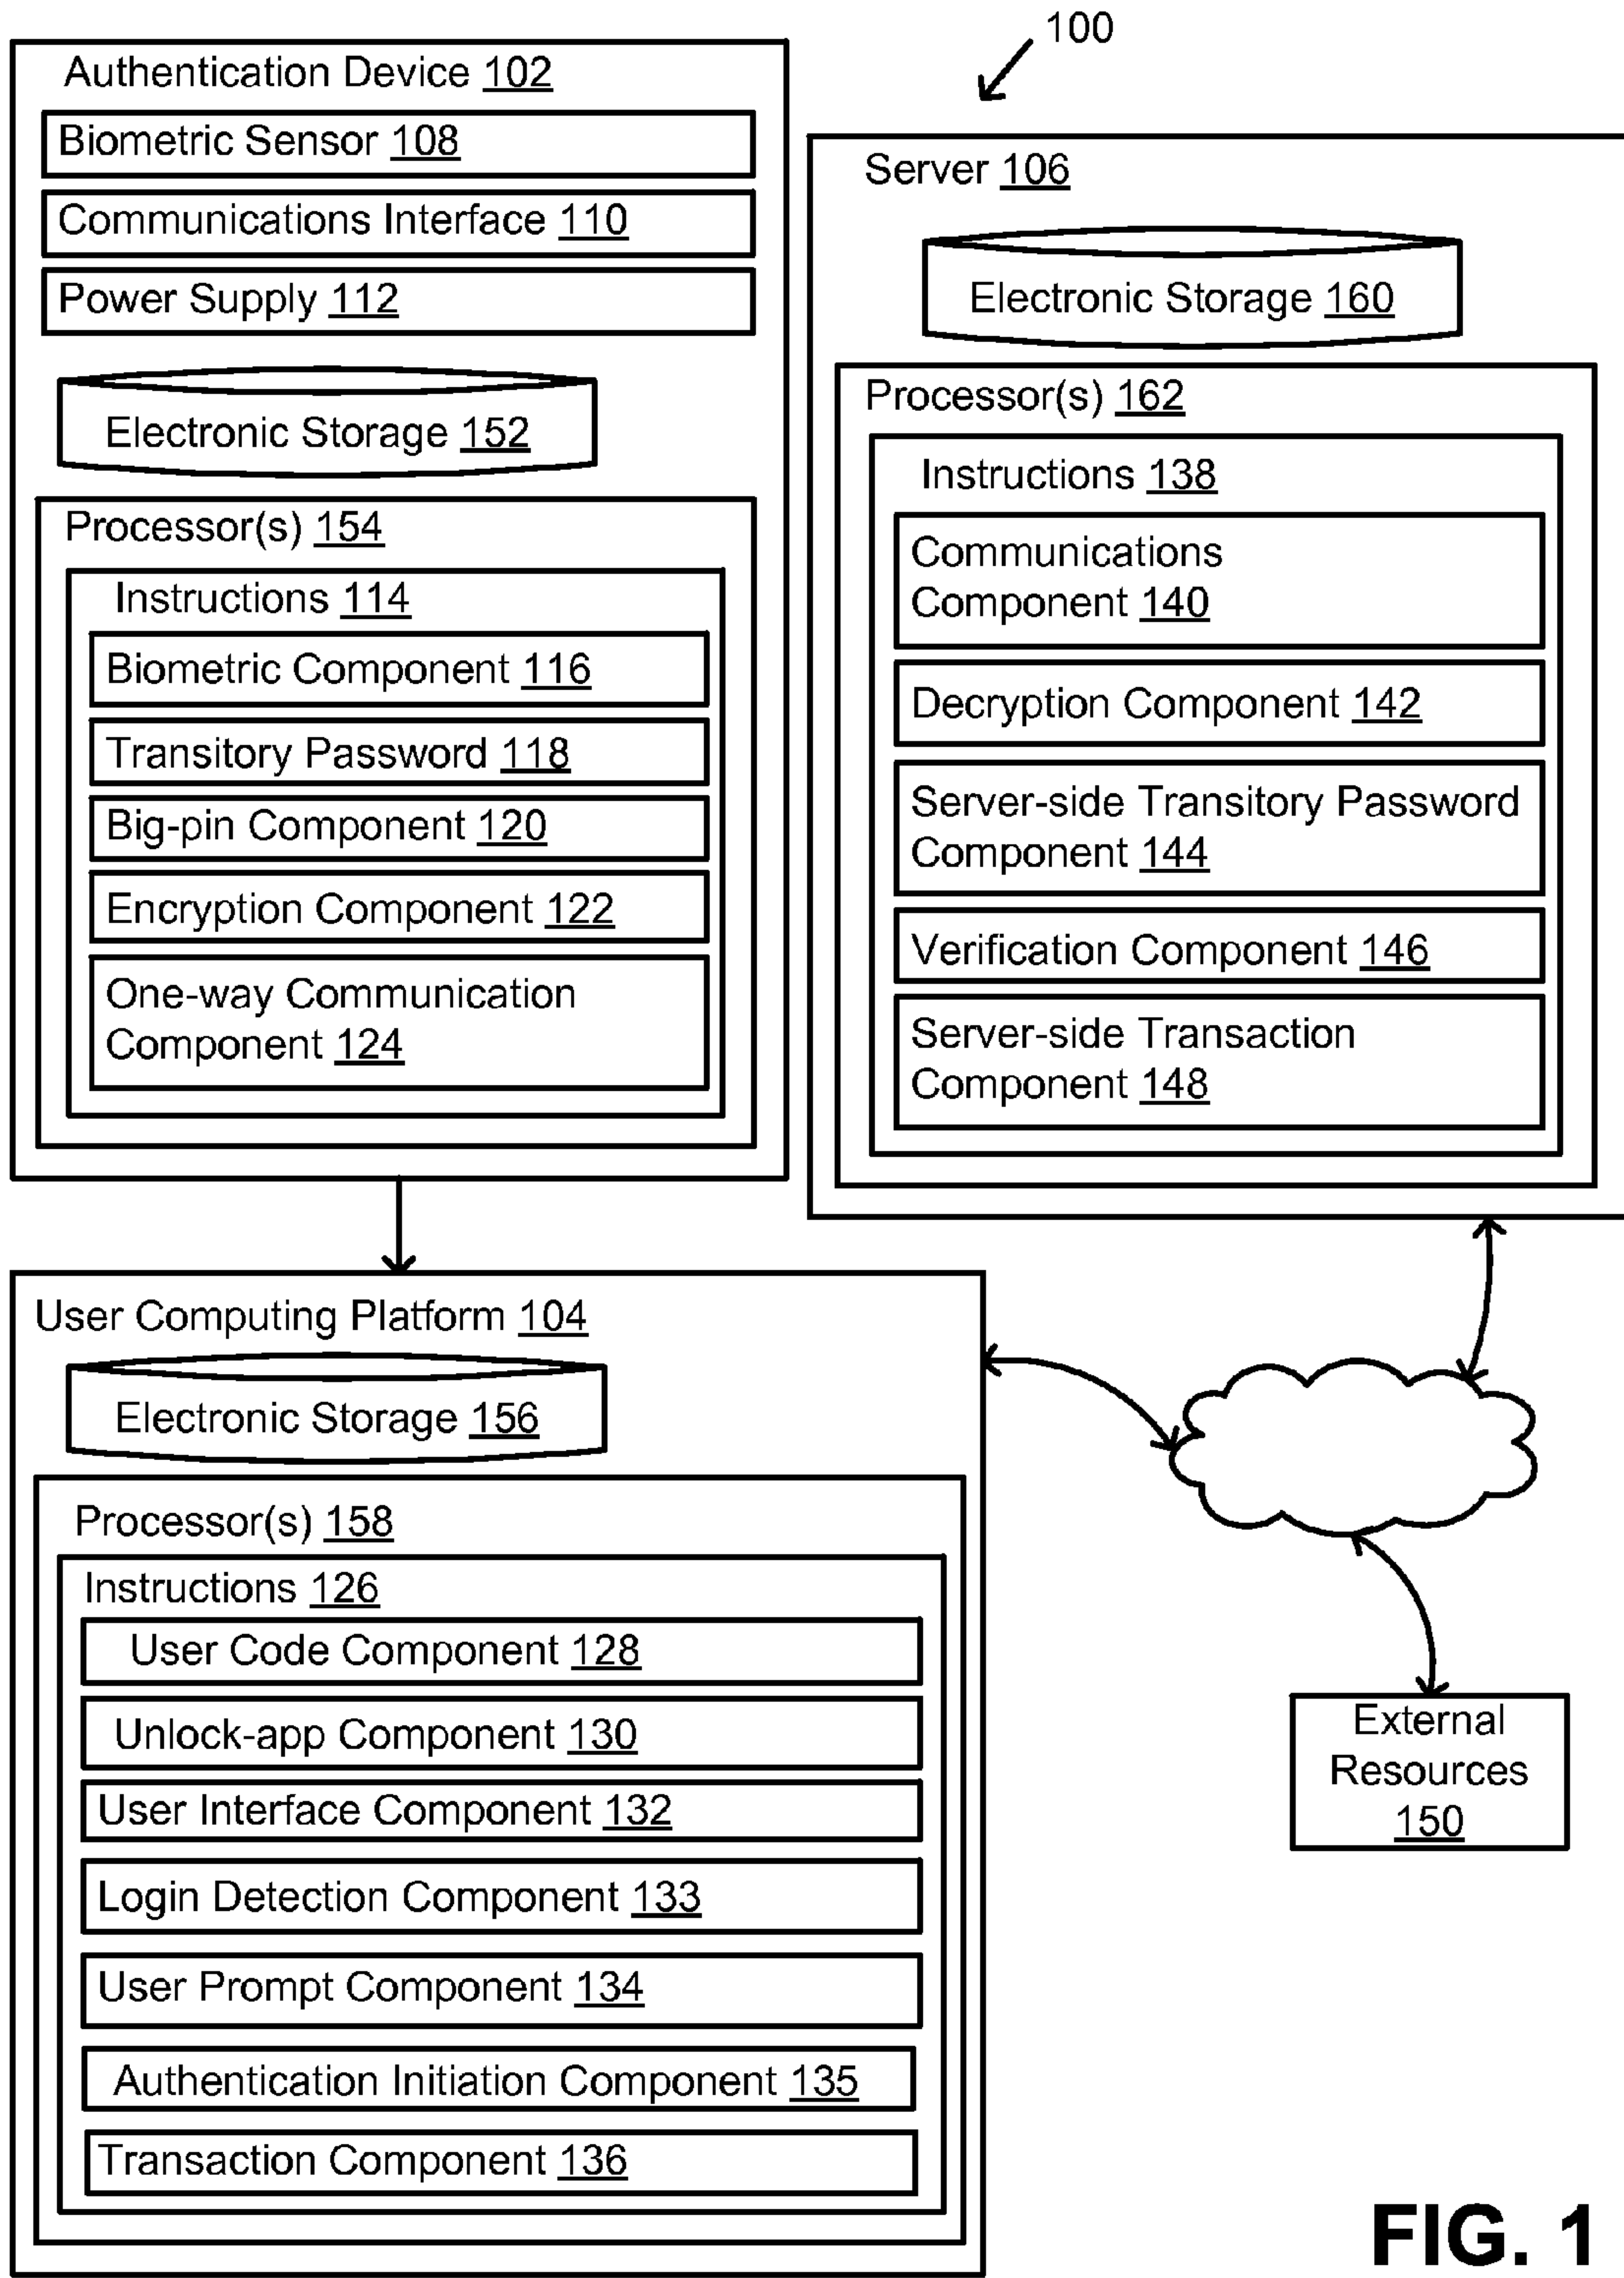 100
Authentication Device 102
Biometric Sensor 108
Communications Interface 110
Power Supply 112
Electronic Storage 152
Processor(s) 154
Instructions 114
Biometric Component 116
Transitory Password 118
Big-pin Component 120
Encryption Component 122
One-way Communication
Component 124
Server 106
Electronic Storage 160
Processor(s) 162
Instructions 138
Communications
Component 140
Decryption Component 142
Server-side Transitory Password
Component 144
Verification Component 146
Server-side Transaction
Component 148
User Computing Platform 104
Electronic Storage 156
Processor(s) 158
Instructions 126
User Code Component 128
Unlock-app Component 130
User Interface Component 132
Login Detection Component 133
User Prompt Component 134
Authentication Initiation Component 135
Transaction Component 136
External
Resources
150
FIG. 1